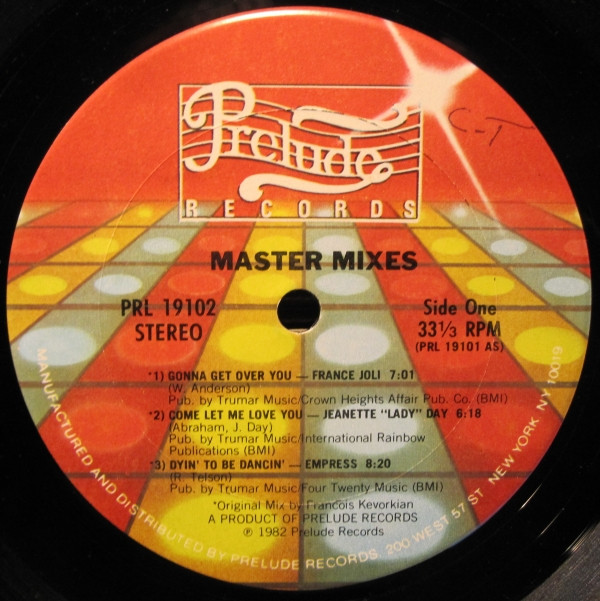 Prelude
RECORDS
C-T
MASTER MIXES
PRL 19102
STEREO
Side One
33⅓ RPM
(PRL 19101 AS)
*1) GONNA GET OVER YOU — FRANCE JOLI 7:01
(W. Anderson)
Pub. by Trumar Music/Crown Heights Affair Pub. Co. (BMI)
*2) COME LET ME LOVE YOU — JEANETTE "LADY" DAY 6:18
(Abraham, J. Day)
Pub. by Trumar Music/International Rainbow
Publications (BMI)
*3) DYIN' TO BE DANCIN' — EMPRESS 8:20
(R. Telson)
Pub. by Trumar Music/Four Twenty Music (BMI)
*Original Mix by Francois Kevorkian
A PRODUCT OF PRELUDE RECORDS
℗ 1982 Prelude Records
MANUFACTURED AND DISTRIBUTED BY PRELUDE RECORDS 200 WEST 57 ST NEW YORK NY 10019